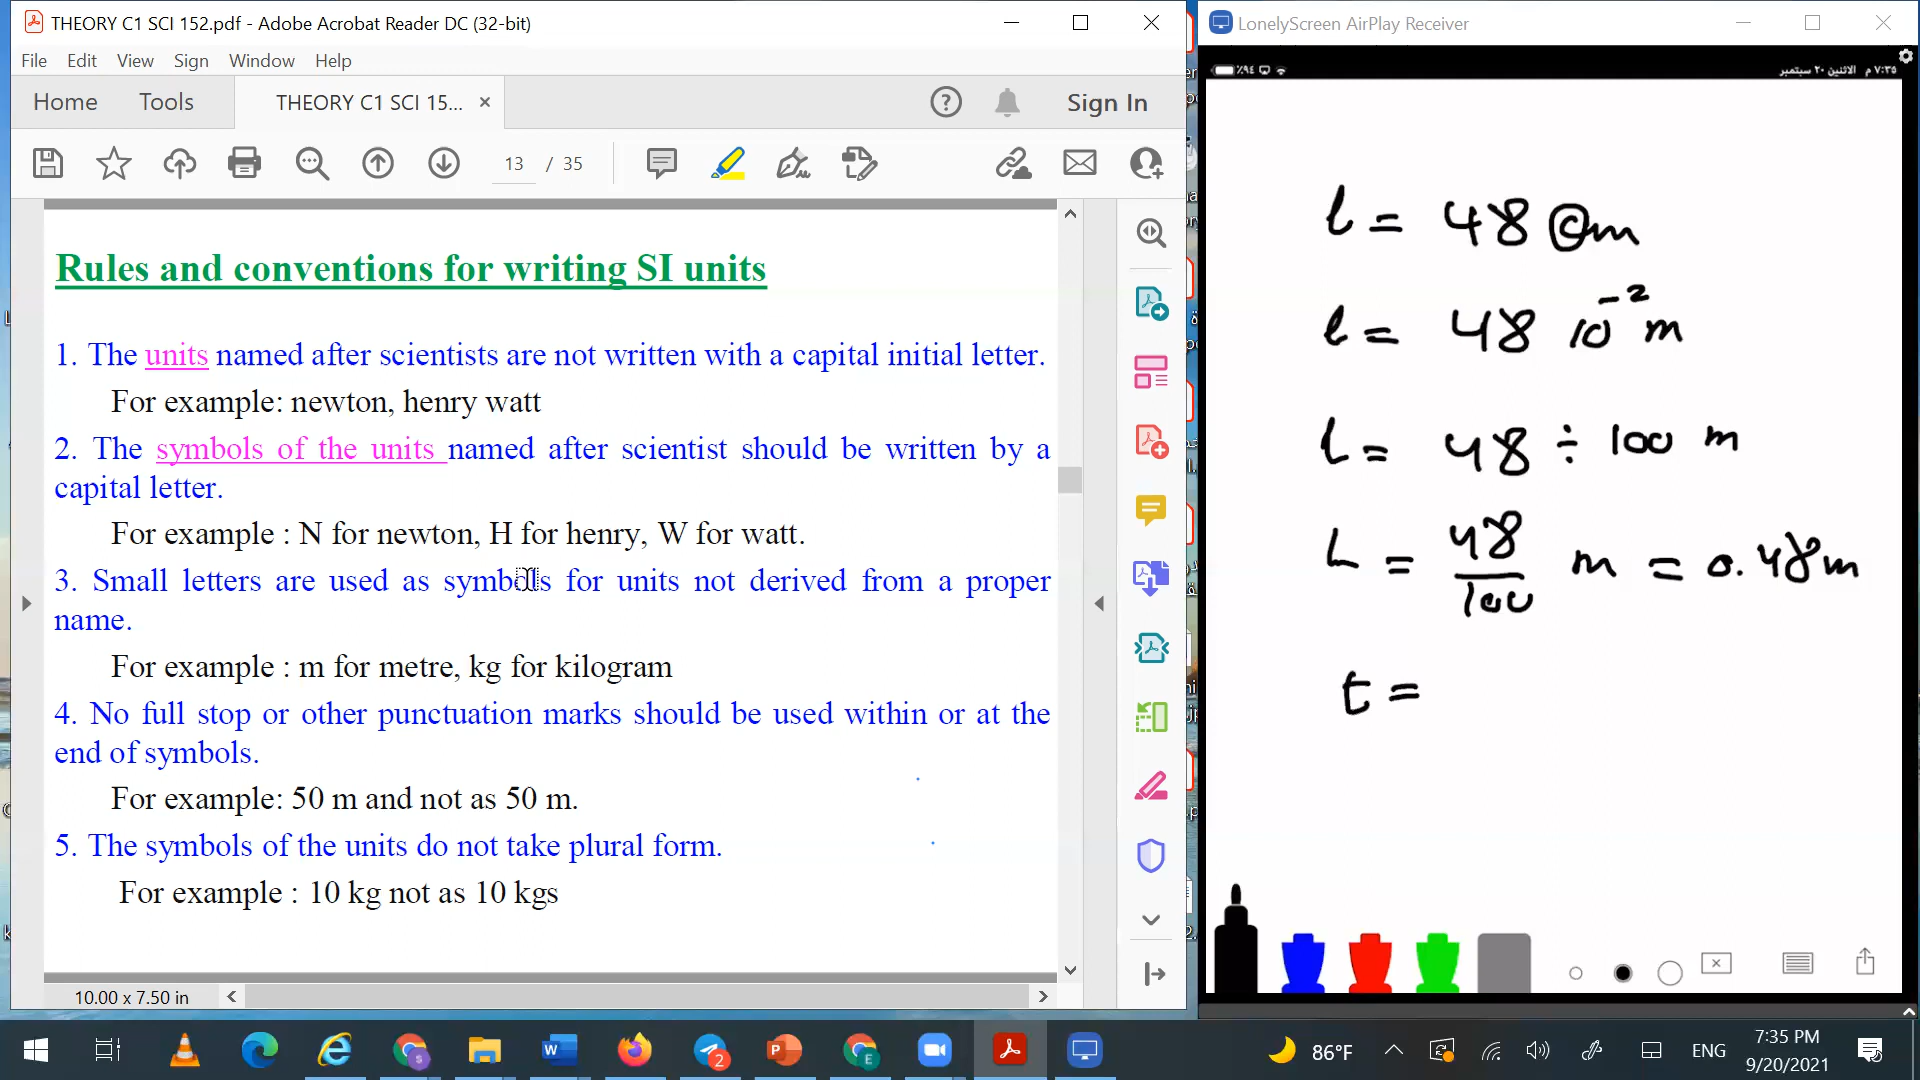 THEORY C1 SCI 152.pdf - Adobe Acrobat Reader DC (32-bit)
File Edit View Sign Window Help
Home Tools THEORY C1 SCI 15... × Sign In
13 / 35
Rules and conventions for writing SI units
1. The units named after scientists are not written with a capital initial letter.
For example: newton, henry watt
2. The symbols of the units named after scientist should be written by a
capital letter.
For example : N for newton, H for henry, W for watt.
3. Small letters are used as symbols for units not derived from a proper
name.
For example : m for metre, kg for kilogram
4. No full stop or other punctuation marks should be used within or at the
end of symbols.
For example: 50 m and not as 50 m.
5. The symbols of the units do not take plural form.
For example : 10 kg not as 10 kgs
10.00 x 7.50 in
LonelyScreen AirPlay Receiver
٪٩٤ ٧:٣٥ م الاثنين ٢٠ سبتمبر
l = 48 cm
l = 48 10⁻² m
l = 48 ÷ 100 m
L = 48/100 m = 0.48 m
t =
86°F ENG 7:35 PM
9/20/2021